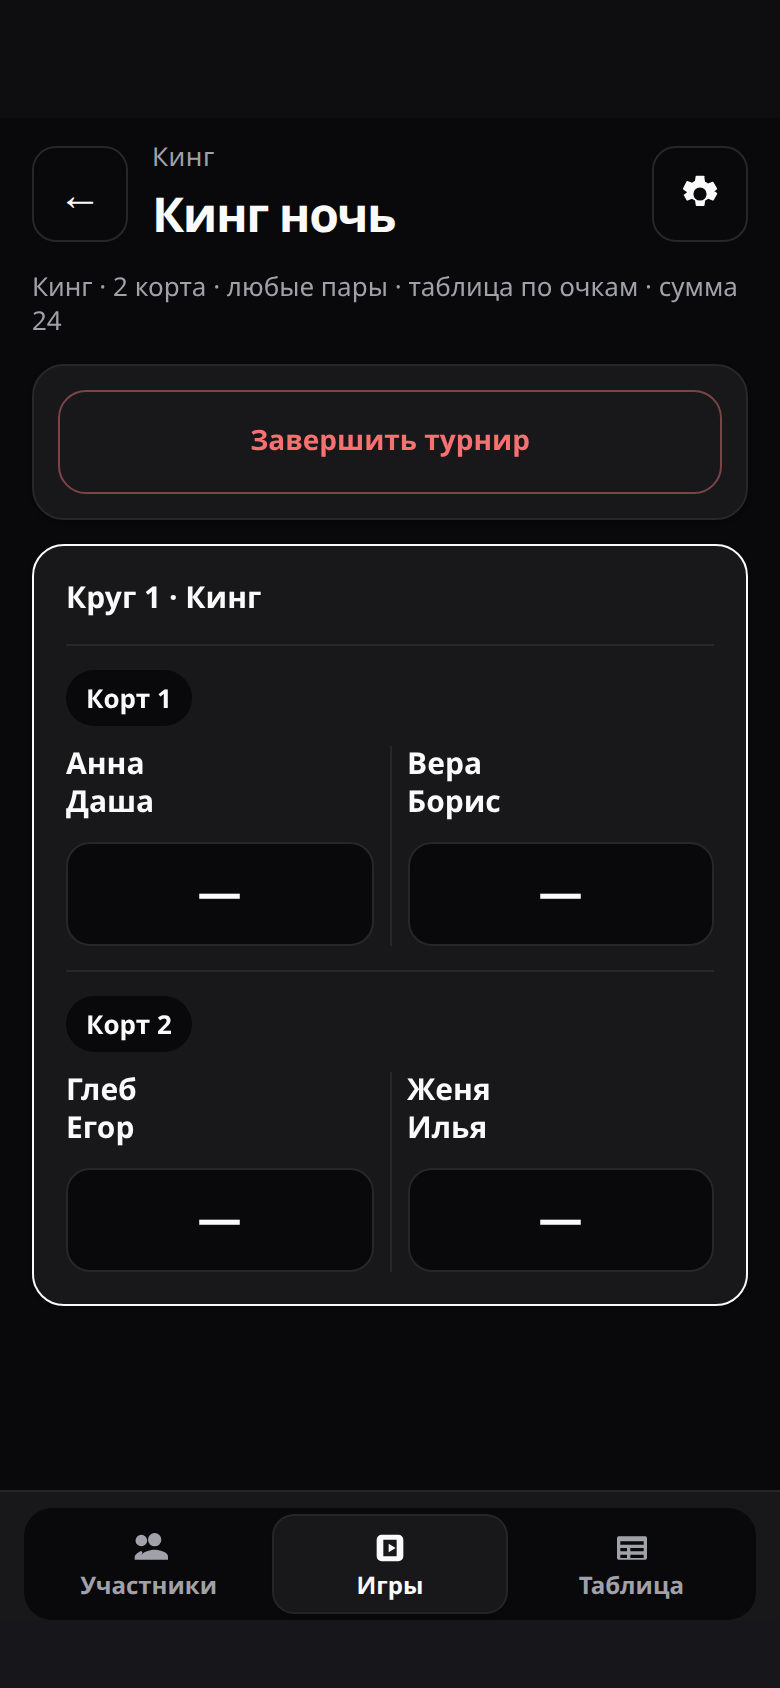 ←
Кинг
Кинг ночь
Кинг · 2 корта · любые пары · таблица по очкам · сумма
24
Завершить турнир
Круг 1 · Кинг
Корт 1
Анна
Даша
Вера
Борис
—
—
Корт 2
Глеб
Егор
Женя
Илья
—
—
Участники
Игры
Таблица